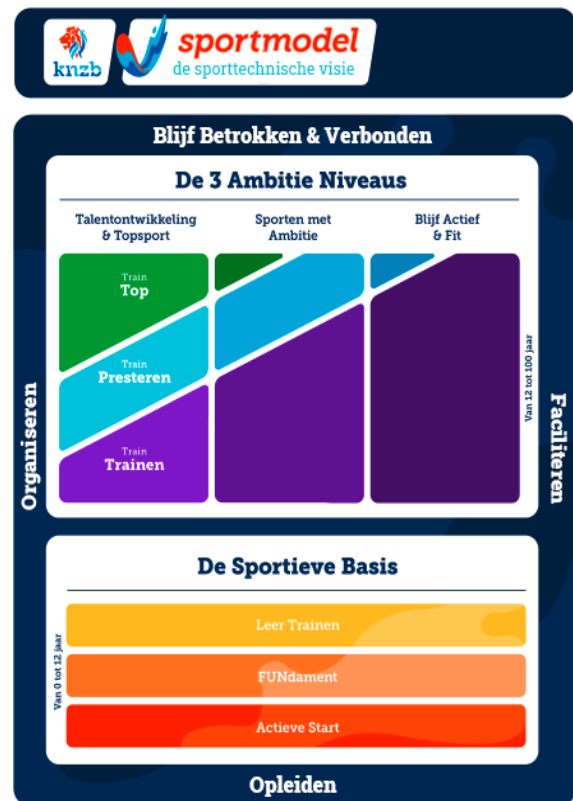 knzb
sportmodel
de sporttechnische visie
Blijf Betrokken & Verbonden
De 3 Ambitie Niveaus
Talentontwikkeling
& Topsport
Sporten met
Ambitie
Blijf Actief
& Fit
Train
Top
Train
Presteren
Train
Trainen
Van 12 tot 100 jaar
Organiseren
Faciliteren
De Sportieve Basis
Van 0 tot 12 jaar
Leer Trainen
FUNdament
Actieve Start
Opleiden